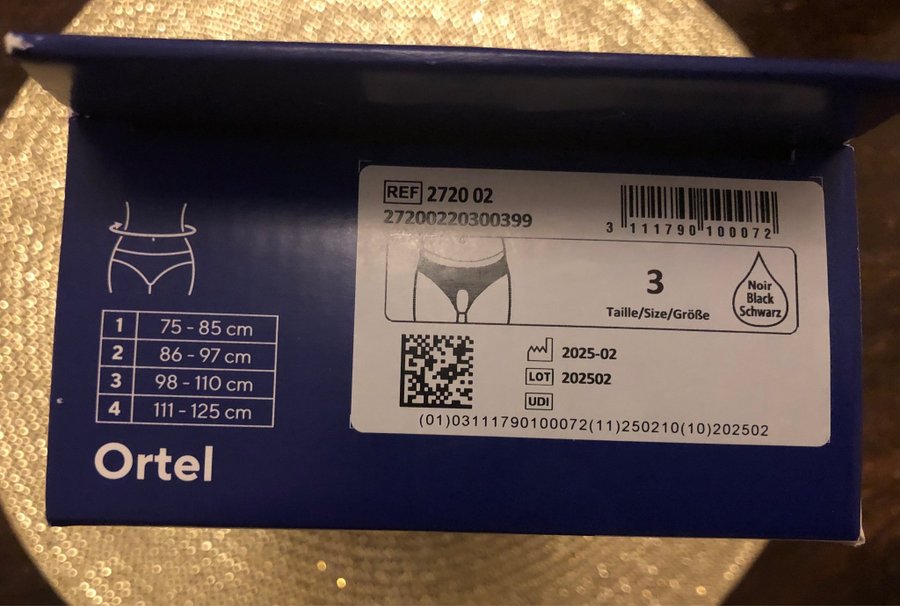 1 75 - 85 cm
2 86 - 97 cm
3 98 - 110 cm
4 111 - 125 cm
Ortel
REF 2720 02
27200220300399
3 111790 100072
3
Taille/Size/Größe
Noir
Black
Schwarz
2025-02
LOT 202502
UDI
(01)03111790100072(11)250210(10)202502